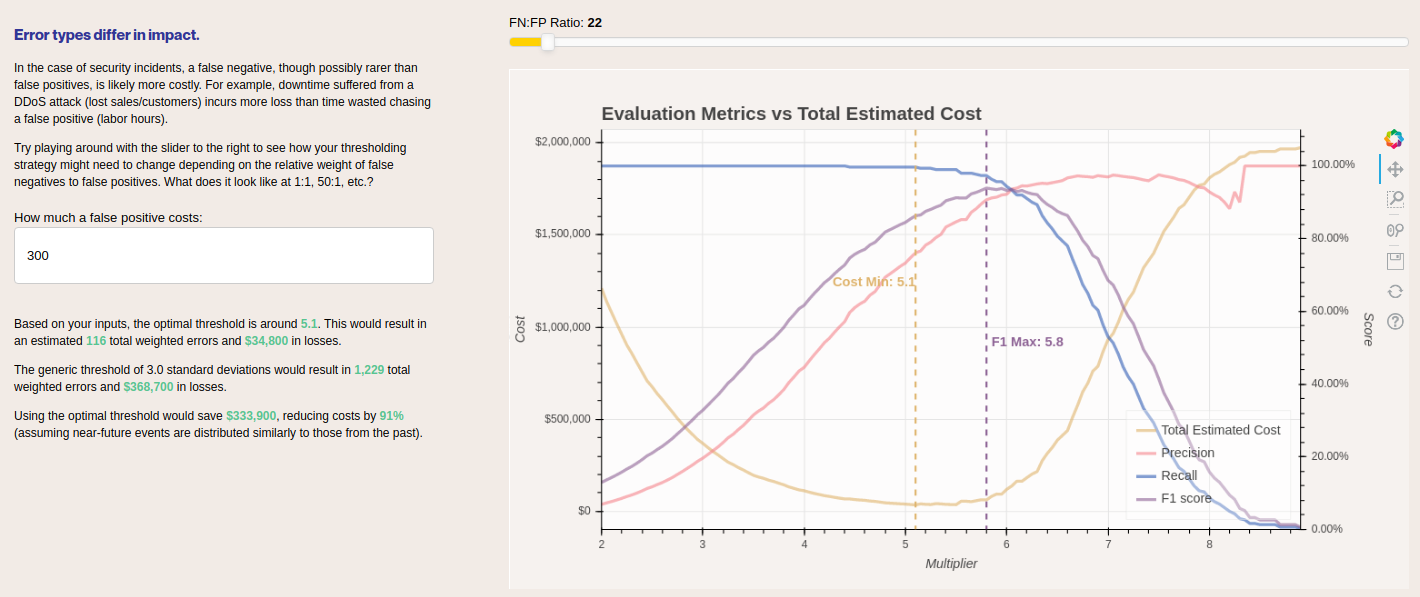 Error types differ in impact.
In the case of security incidents, a false negative, though possibly rarer than
false positives, is likely more costly. For example, downtime suffered from a
DDoS attack (lost sales/customers) incurs more loss than time wasted chasing
a false positive (labor hours).
Try playing around with the slider to the right to see how your thresholding
strategy might need to change depending on the relative weight of false
negatives to false positives. What does it look like at 1:1, 50:1, etc.?
How much a false positive costs:
300
Based on your inputs, the optimal threshold is around 5.1. This would result in
an estimated 116 total weighted errors and $34,800 in losses.
The generic threshold of 3.0 standard deviations would result in 1,229 total
weighted errors and $368,700 in losses.
Using the optimal threshold would save $333,900, reducing costs by 91%
(assuming near-future events are distributed similarly to those from the past).
FN:FP Ratio: 22
Evaluation Metrics vs Total Estimated Cost
$2,000,000
$1,500,000
$1,000,000
$500,000
$0
Cost
Cost Min: 5.1
F1 Max: 5.8
100.00%
80.00%
60.00%
40.00%
20.00%
0.00%
Score
Total Estimated Cost
Precision
Recall
F1 score
2 3 4 5 6 7 8
Multiplier